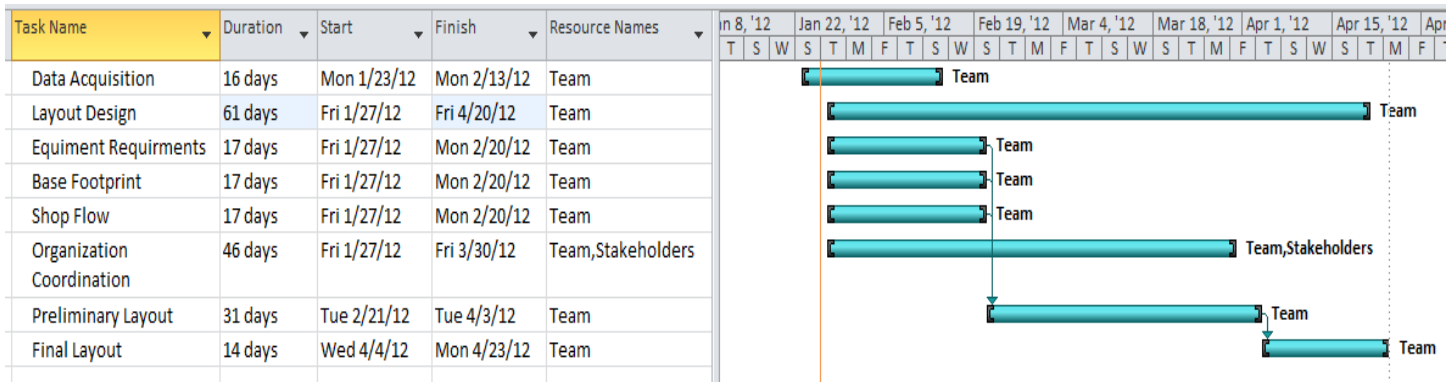 Task Name Duration Start Finish Resource Names n 8, '12 Jan 22, '12 Feb 5, '12 Feb 19, '12 Mar 4, '12 Mar 18, '12 Apr 1, '12 Apr 15, '12 Apr
T S W S T M F T S W S T M F T S W S T M F T S W S T M F T
Data Acquisition 16 days Mon 1/23/12 Mon 2/13/12 Team Team
Layout Design 61 days Fri 1/27/12 Fri 4/20/12 Team Team
Equiment Requirments 17 days Fri 1/27/12 Mon 2/20/12 Team Team
Base Footprint 17 days Fri 1/27/12 Mon 2/20/12 Team Team
Shop Flow 17 days Fri 1/27/12 Mon 2/20/12 Team Team
Organization 46 days Fri 1/27/12 Fri 3/30/12 Team,Stakeholders Team,Stakeholders
Coordination
Preliminary Layout 31 days Tue 2/21/12 Tue 4/3/12 Team Team
Final Layout 14 days Wed 4/4/12 Mon 4/23/12 Team Team